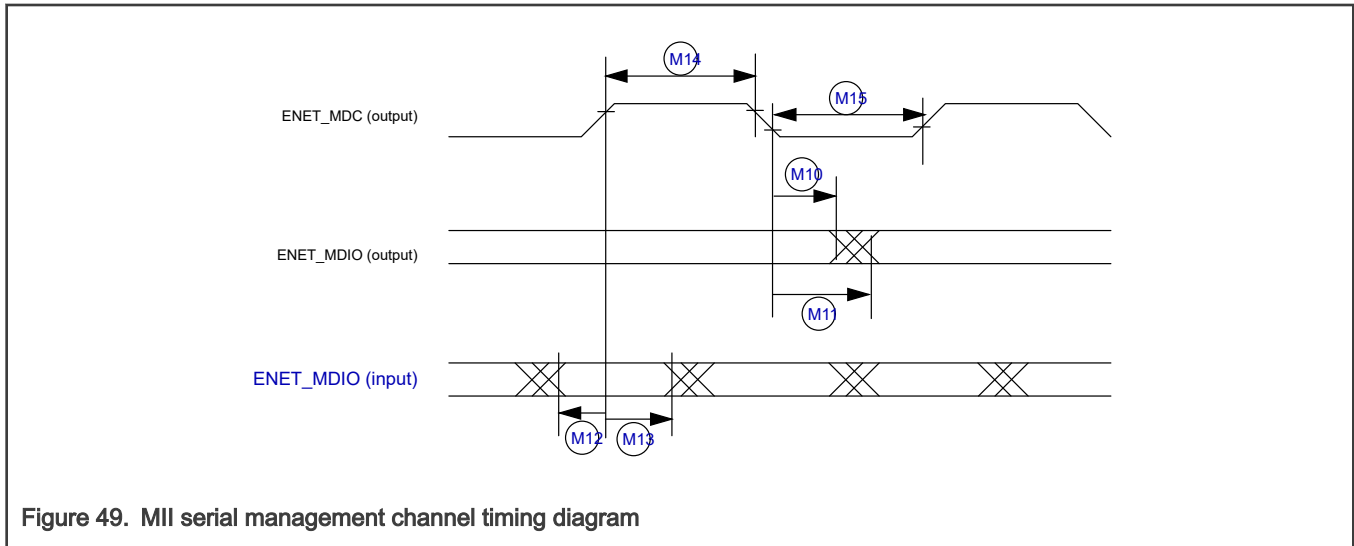 M14
M15
ENET_MDC (output)
M10
ENET_MDIO (output)
M11
ENET_MDIO (input)
M12 M13
Figure 49. MII serial management channel timing diagram